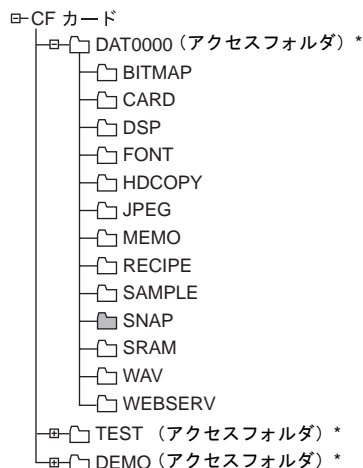 CF カード
DAT0000（アクセスフォルダ）*
BITMAP
CARD
DSP
FONT
HDCOPY
JPEG
MEMO
RECIPE
SAMPLE
SNAP
SRAM
WAV
WEBSERV
TEST （アクセスフォルダ）*
DEMO（アクセスフォルダ）*